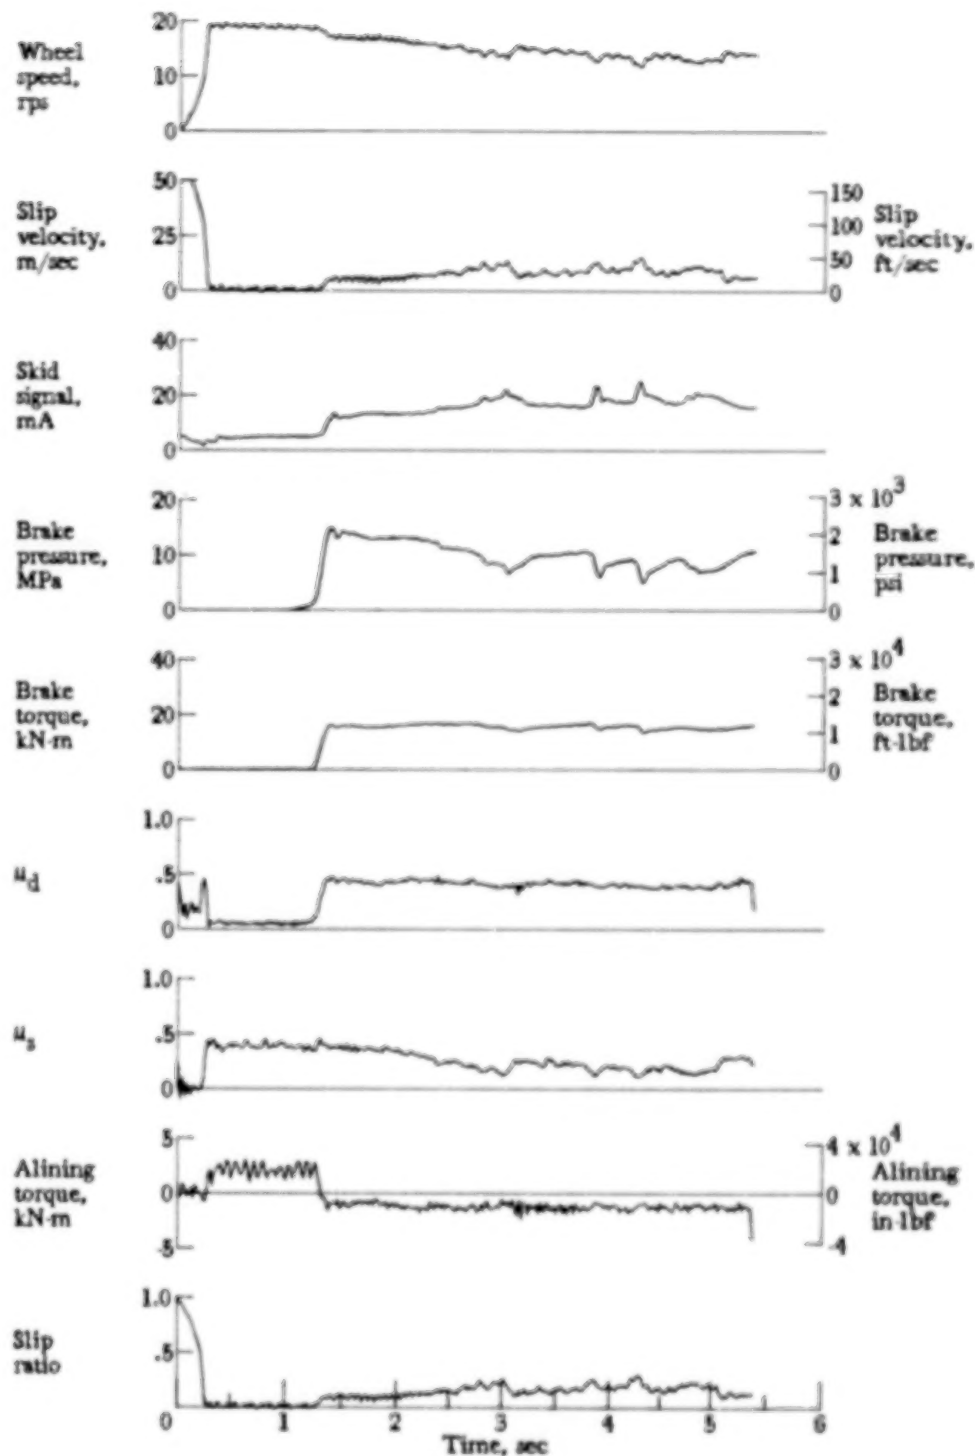 Wheel
speed,
rps
20
10
0
Slip
velocity,
m/sec
50
25
0
150
100
50
0
Slip
velocity,
ft/sec
Skid
signal,
mA
40
20
0
Brake
pressure,
MPa
20
10
0
3 x 10³
2
1
0
Brake
pressure,
psi
Brake
torque,
kN-m
40
20
0
3 x 10⁴
2
1
0
Brake
torque,
ft-lbf
μd
1.0
.5
0
μs
1.0
.5
0
Alining
torque,
kN-m
5
0
-5
4 x 10⁴
0
-4
Alining
torque,
in-lbf
Slip
ratio
1.0
.5
0 1 2 3 4 5 6
Time, sec